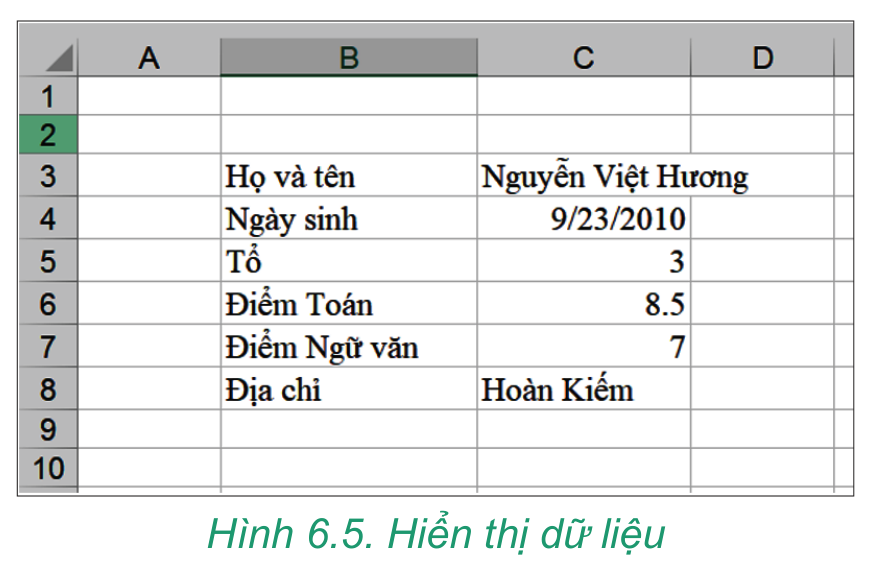 A B C D
1
2
3 Họ và tên Nguyễn Việt Hương
4 Ngày sinh 9/23/2010
5 Tổ 3
6 Điểm Toán 8.5
7 Điểm Ngữ văn 7
8 Địa chỉ Hoàn Kiếm
9
10
Hình 6.5. Hiển thị dữ liệu